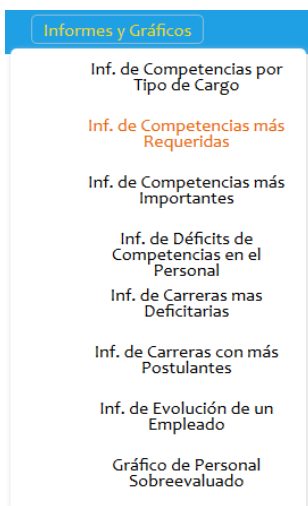 Informes y Gráficos
Inf. de Competencias por
Tipo de Cargo
Inf. de Competencias más
Requeridas
Inf. de Competencias más
Importantes
Inf. de Déficits de
Competencias en el
Personal
Inf. de Carreras mas
Deficitarias
Inf. de Carreras con más
Postulantes
Inf. de Evolución de un
Empleado
Gráfico de Personal
Sobreevaluado